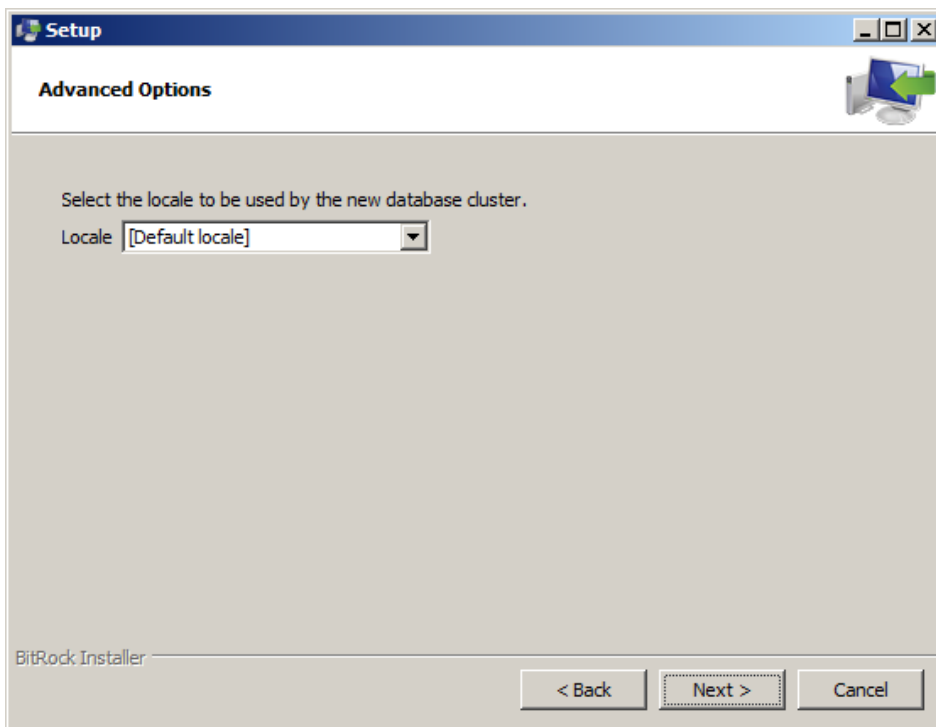 Setup
Advanced Options
Select the locale to be used by the new database cluster.
Locale [Default locale]
BitRock Installer
< Back Next > Cancel